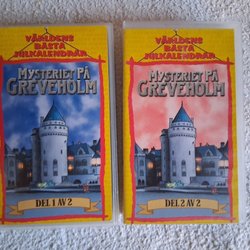 VÄRLDENS
BÄSTA
JULKALENDRAR
MYSTERIET PÅ
GREVEHOLM
DEL 1 AV 2
VÄRLDENS
BÄSTA
JULKALENDRAR
MYSTERIET PÅ
GREVEHOLM
DEL 2 AV 2